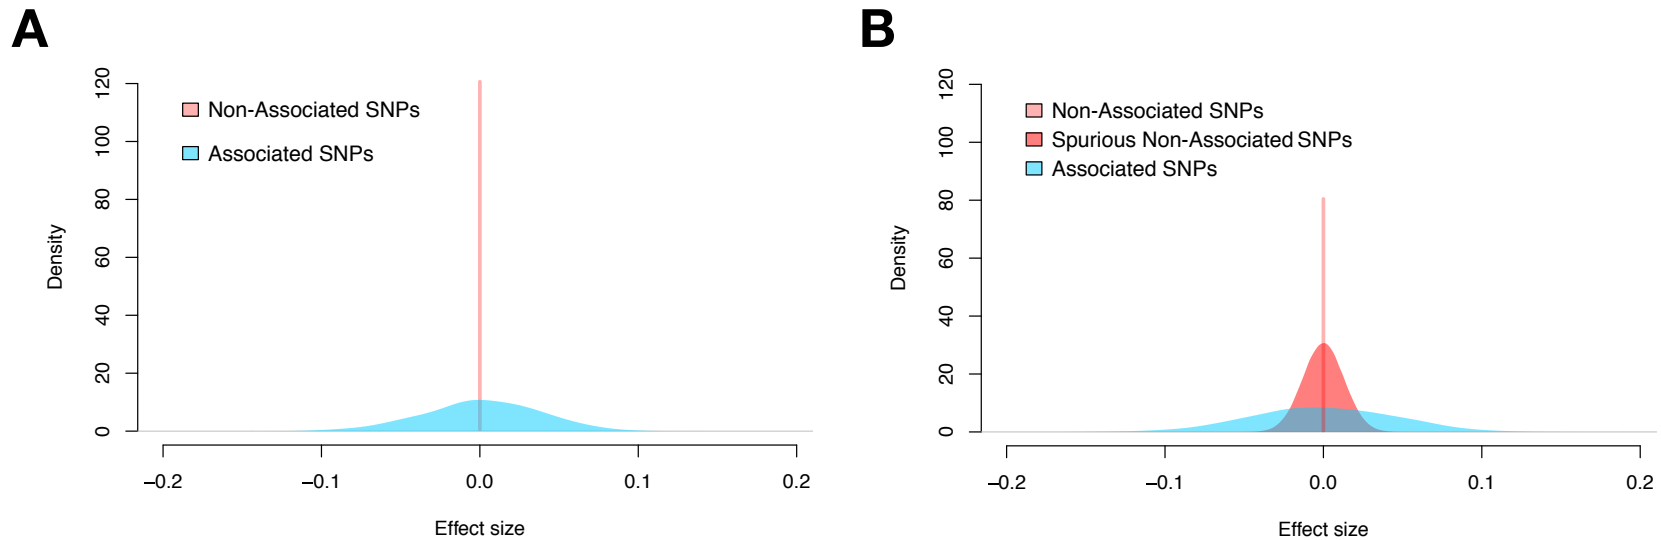 A
Non-Associated SNPs
Associated SNPs
Density
0
20
40
60
80
100
120
−0.2
−0.1
0.0
0.1
0.2
Effect size
B
Non-Associated SNPs
Spurious Non-Associated SNPs
Associated SNPs
Density
0
20
40
60
80
100
120
−0.2
−0.1
0.0
0.1
0.2
Effect size